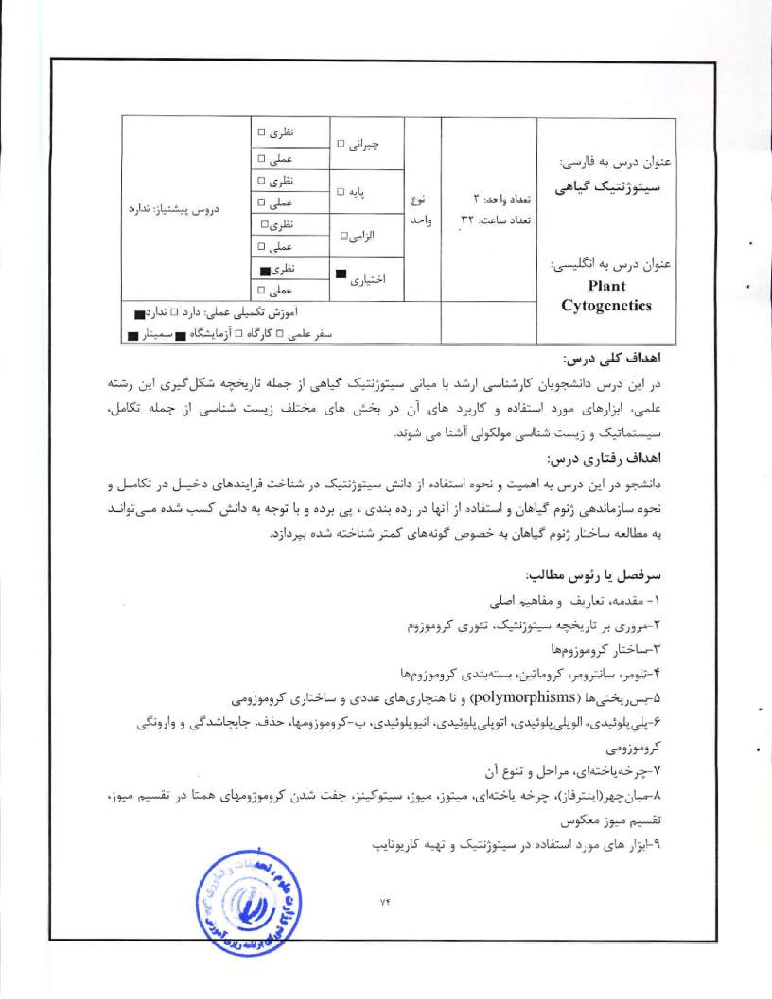 عنوان درس به فارسی:
سیتوژنتیک گیاهی
عنوان درس به انگلیسی:
Plant
Cytogenetics
تعداد واحد: ۲
تعداد ساعت: ۳۲
نوع
واحد
جبرانی □
نظری □
عملی □
پایه □
نظری □
عملی □
الزامی□
نظری□
عملی □
اختیاری ■
نظری■
عملی □
دروس پیشنیاز: ندارد
آموزش تکمیلی عملی: دارد □ ندارد■
سفر علمی □ کارگاه □ آزمایشگاه ■ سمینار ■
اهداف کلی درس:
در این درس دانشجویان کارشناسی ارشد با مبانی سیتوژنتیک گیاهی از جمله تاریخچه شکل‌گیری این رشته
علمی، ابزارهای مورد استفاده و کاربرد های آن در بخش های مختلف زیست شناسی از جمله تکامل،
سیستماتیک و زیست شناسی مولکولی آشنا می شوند.
اهداف رفتاری درس:
دانشجو در این درس به اهمیت و نحوه استفاده از دانش سیتوژنتیک در شناخت فرایندهای دخیل در تکامل و
نحوه سازماندهی ژنوم گیاهان و استفاده از آنها در رده بندی ، پی برده و با توجه به دانش کسب شده می‌تواند
به مطالعه ساختار ژنوم گیاهان به خصوص گونه‌های کمتر شناخته شده بپردازد.
سرفصل یا رئوس مطالب:
۱- مقدمه، تعاریف و مفاهیم اصلی
۲-مروری بر تاریخچه سیتوژنتیک، تئوری کروموزوم
۳-ساختار کروموزوم‌ها
۴-تلومر، سانترومر، کروماتین، بسته‌بندی کروموزوم‌ها
۵-بس‌ریختی‌ها (polymorphisms) و نا هنجاری‌های عددی و ساختاری کروموزومی
۶-پلی‌پلوئیدی، الوپلی‌پلوئیدی، اتوپلی‌پلوئیدی، انیوپلوئیدی، ب-کروموزومها، حذف، جابجاشدگی و وارونگی
کروموزومی
۷-چرخه‌یاخته‌ای، مراحل و تنوع آن
۸-میان‌چهر(اینترفاز)، چرخه یاخته‌ای، میتوز، میوز، سیتوکینز، جفت شدن کروموزومهای همتا در تقسیم میوز،
تقسیم میوز معکوس
۹-ابزار های مورد استفاده در سیتوژنتیک و تهیه کاریوتایپ
وزارت علوم، تحقیقات و فناوری
شورای برنامه ریزی آموزش
۷۴